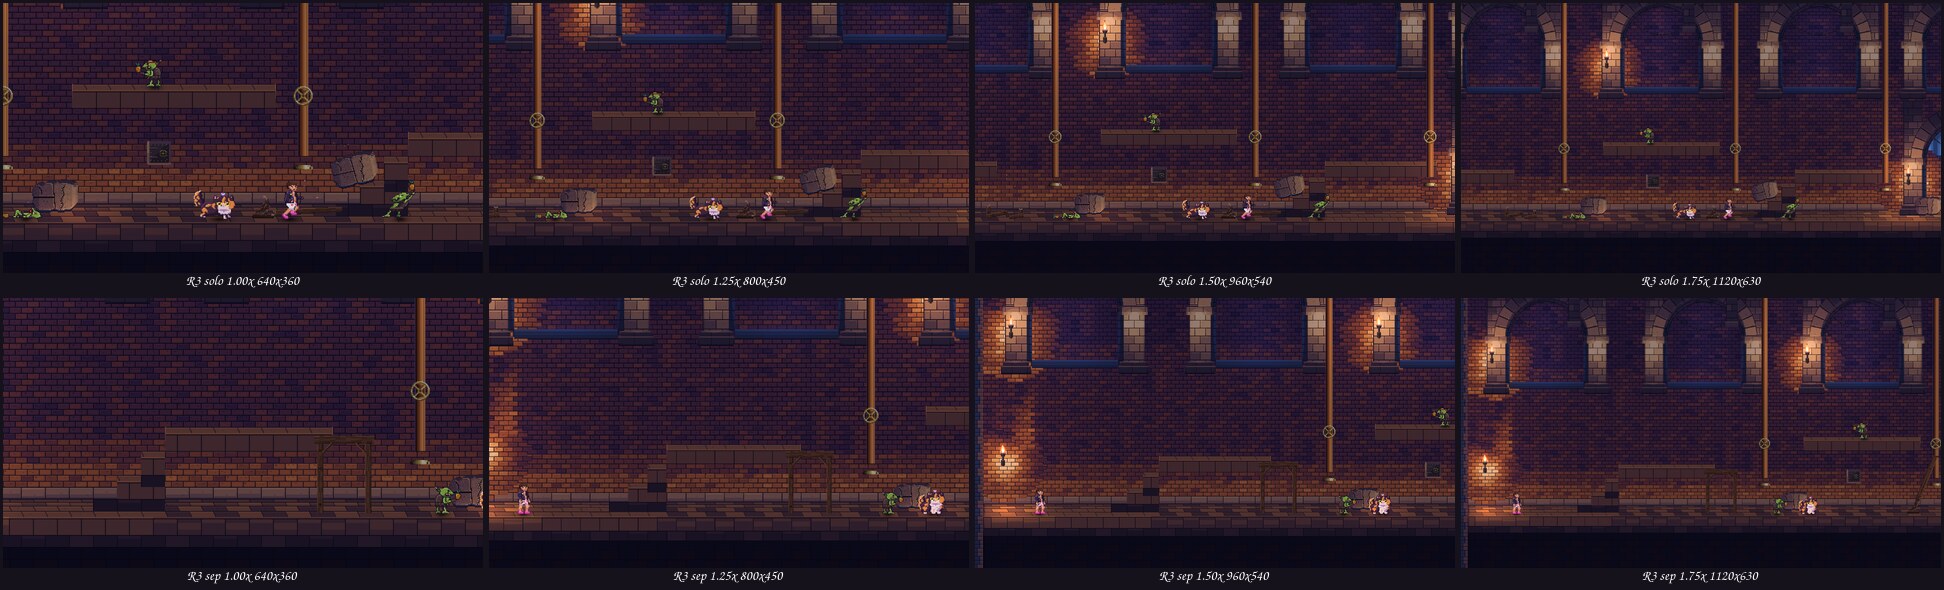 R3 solo 1.00x 640x360
R3 solo 1.25x 800x450
R3 solo 1.50x 960x540
R3 solo 1.75x 1120x630
R3 sep 1.00x 640x360
R3 sep 1.25x 800x450
R3 sep 1.50x 960x540
R3 sep 1.75x 1120x630